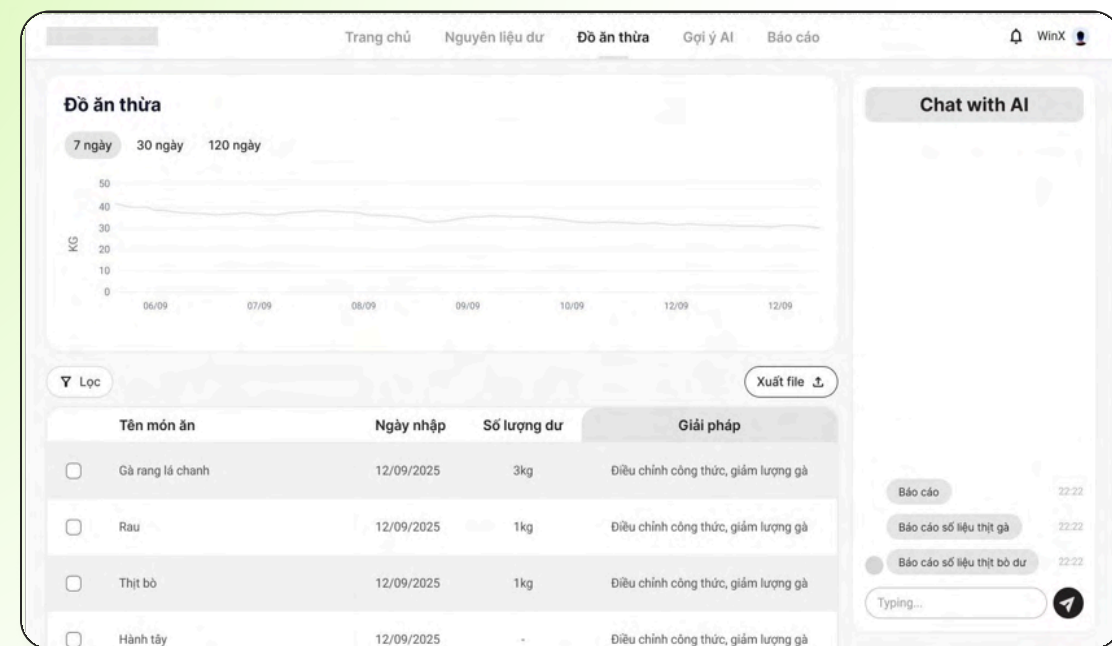 Trang chủ Nguyên liệu dư Đồ ăn thừa Gợi ý AI Báo cáo WinX
Đồ ăn thừa
7 ngày 30 ngày 120 ngày
50
40
30
20
10
0
KG
06/09 07/09 08/09 09/09 10/09 12/09 12/09
Lọc
Xuất file
Tên món ăn Ngày nhập Số lượng dư Giải pháp
Gà rang lá chanh 12/09/2025 3kg Điều chỉnh công thức, giảm lượng gà
Rau 12/09/2025 1kg Điều chỉnh công thức, giảm lượng gà
Thịt bò 12/09/2025 1kg Điều chỉnh công thức, giảm lượng gà
Hành tây 12/09/2025 - Điều chỉnh công thức, giảm lượng gà
Chat with AI
Báo cáo 22:22
Báo cáo số liệu thịt gà 22:22
Báo cáo số liệu thịt bò dư 22:22
Typing...